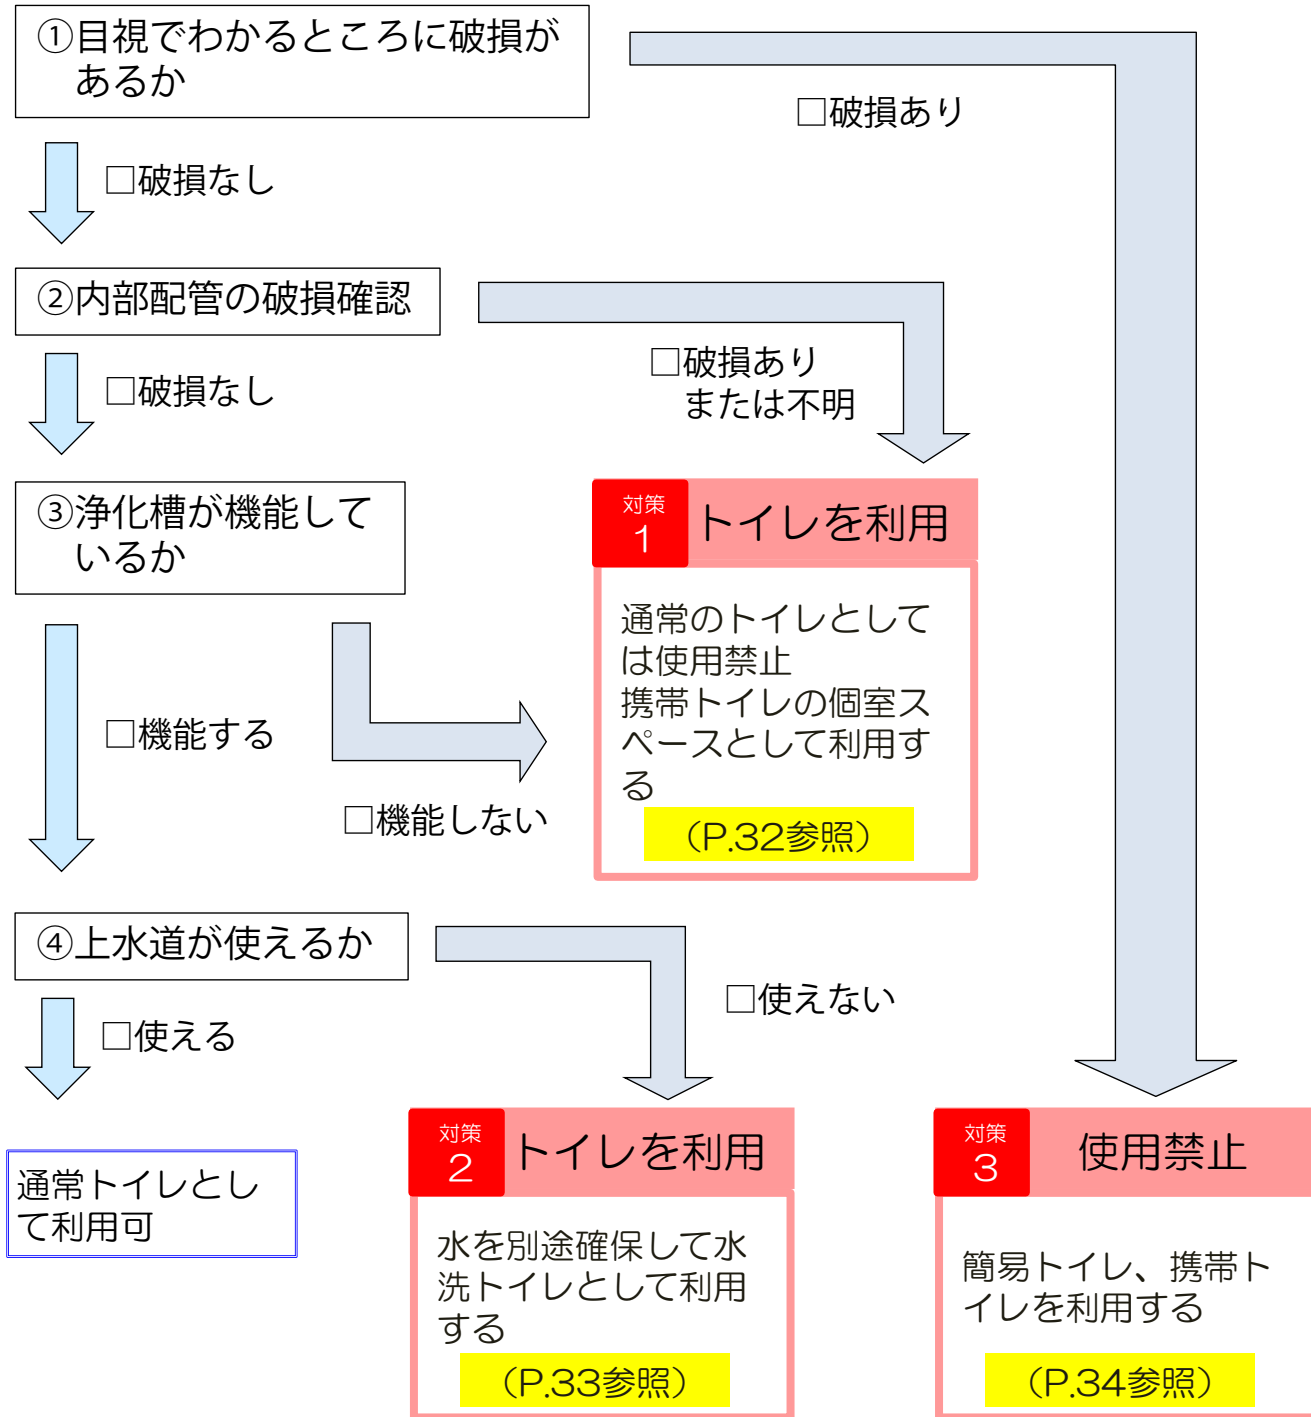 ①目視でわかるところに破損が
あるか
□破損あり
□破損なし
②内部配管の破損確認
□破損あり
または不明
□破損なし
③浄化槽が機能して
いるか
対策
1
トイレを利用
通常のトイレとして
は使用禁止
携帯トイレの個室ス
ペースとして利用す
る
（P.32参照）
□機能する
□機能しない
④上水道が使えるか
□使えない
□使える
通常トイレとし
て利用可
対策
2
トイレを利用
水を別途確保して水
洗トイレとして利用
する
（P.33参照）
対策
3
使用禁止
簡易トイレ、携帯ト
イレを利用する
（P.34参照）